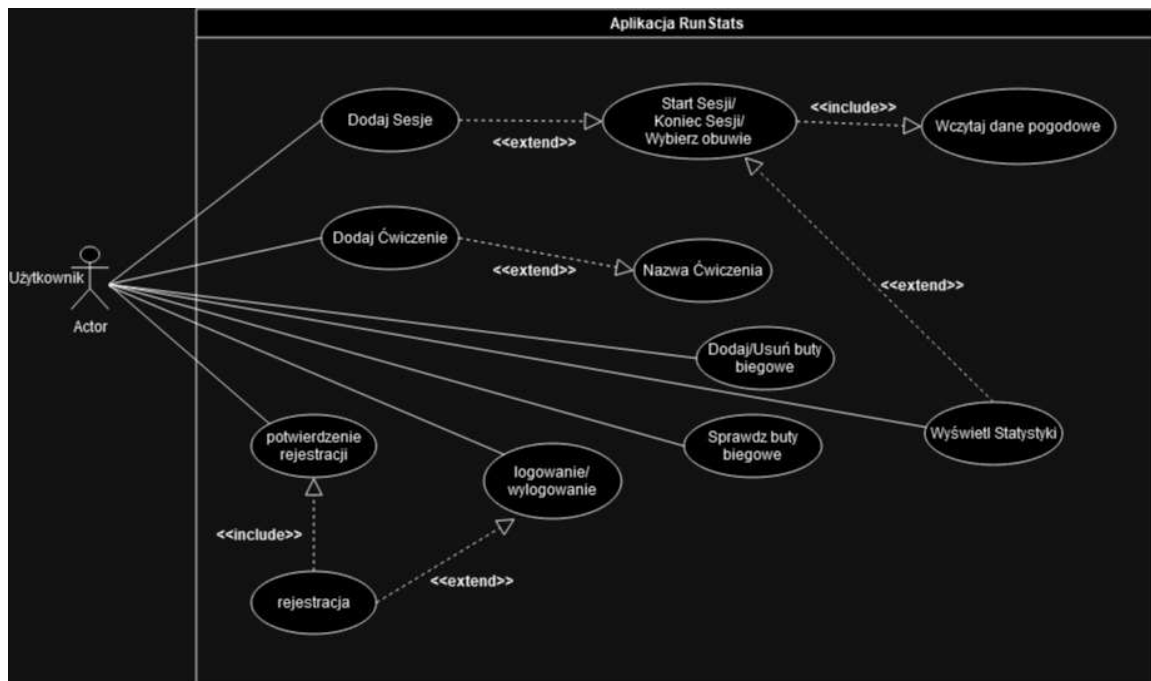 Aplikacja RunStats
Dodaj Sesje
<<extend>>
Start Sesji/
Koniec Sesji/
Wybierz obuwie
<<include>>
Wczytaj dane pogodowe
Dodaj Ćwiczenie
<<extend>>
Nazwa Ćwiczenia
<<extend>>
Użytkownik
Actor
Dodaj/Usuń buty
biegowe
potwierdzenie
rejestracji
logowanie/
wylogowanie
Sprawdz buty
biegowe
Wyświetl Statystyki
<<include>>
<<extend>>
rejestracja